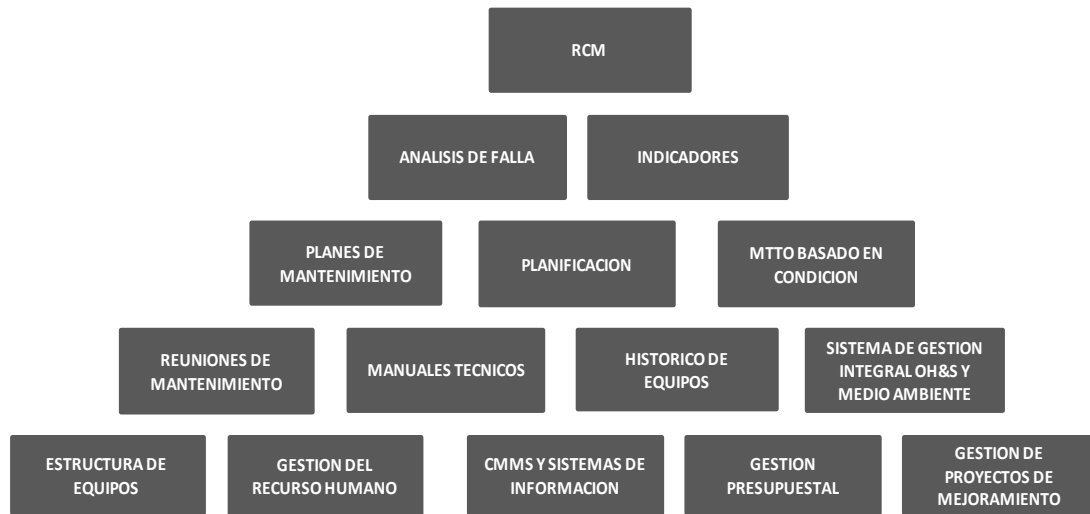 RCM
ANALISIS DE FALLA
INDICADORES
PLANES DE
MANTENIMIENTO
PLANIFICACION
MTTO BASADO EN
CONDICION
REUNIONES DE
MANTENIMIENTO
MANUALES TECNICOS
HISTORICO DE
EQUIPOS
SISTEMA DE GESTION
INTEGRAL OH&S Y
MEDIO AMBIENTE
ESTRUCTURA DE
EQUIPOS
GESTION DEL
RECURSO HUMANO
CMMS Y SISTEMAS DE
INFORMACION
GESTION
PRESUPUESTAL
GESTION DE
PROYECTOS DE
MEJORAMIENTO